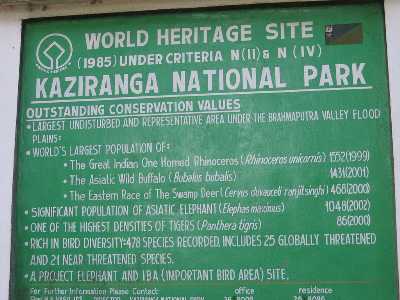 WORLD HERITAGE SITE
(1985) UNDER CRITERIA N(II) & N (IV)
KAZIRANGA NATIONAL PARK
OUTSTANDING CONSERVATION VALUES
• LARGEST UNDISTURBED AND REPRESENTATIVE AREA UNDER THE BRAHMAPUTRA VALLEY FLOOD
PLAINS:
• WORLD'S LARGEST POPULATION OF:
• The Great Indian One Horned Rhinoceros (Rhinoceros unicornis) 1552(1999)
• The Asiatic Wild Buffalo (Bubalus bubalis) 1431(2001)
• The Eastern Race of The Swamp Deer (Cervus duvauceli ranjitsinghi) 468(2000)
• SIGNIFICANT POPULATION OF ASIATIC ELEPHANT (Elephas maximus) 1048(2002)
• ONE OF THE HIGHEST DENSITIES OF TIGERS (Panthera tigris) 86(2000)
• RICH IN BIRD DIVERSITY:478 SPECIES RECORDED, INCLUDES 25 GLOBALLY THREATENED
AND 21 NEAR THREATENED SPECIES.
• A PROJECT ELEPHANT AND IBA (IMPORTANT BIRD AREA) SITE.
For Further Information Please Contact: office residence
DIRECTOR KAZIRANGA NATIONAL PARK